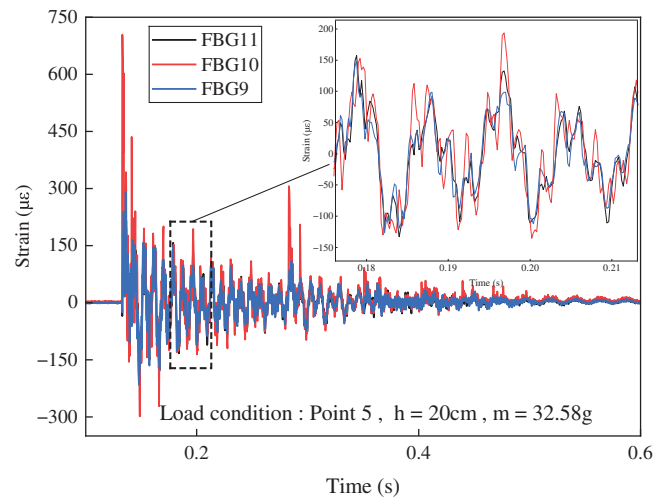 750
600
450
300
150
0
−150
−300
Strain (με)
FBG11
FBG10
FBG9
200
150
100
50
0
−50
−100
−150
Strain (με)
0.18 0.19 0.20 0.21
Time (s)
Load condition : Point 5 , h = 20cm , m = 32.58g
0.2 0.4 0.6
Time (s)